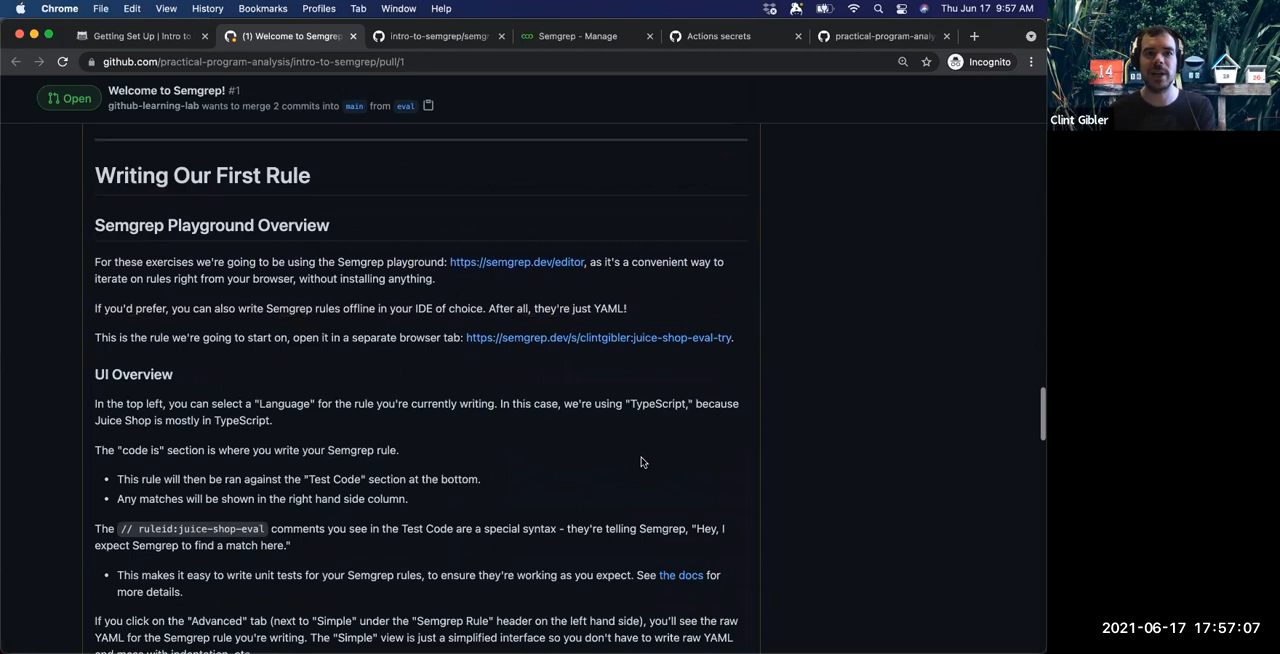 Chrome File Edit View History Bookmarks Profiles Tab Window Help Thu Jun 17 9:57 AM
Getting Set Up | Intro to (1) Welcome to Semgrep intro-to-semgrep/semg Semgrep - Manage Actions secrets practical-program-analy
github.com/practical-program-analysis/intro-to-semgrep/pull/1 Incognito
Open Welcome to Semgrep! #1
github-learning-lab wants to merge 2 commits into main from eval
Writing Our First Rule
Semgrep Playground Overview
For these exercises we're going to be using the Semgrep playground: https://semgrep.dev/editor, as it's a convenient way to
iterate on rules right from your browser, without installing anything.
If you'd prefer, you can also write Semgrep rules offline in your IDE of choice. After all, they're just YAML!
This is the rule we're going to start on, open it in a separate browser tab: https://semgrep.dev/s/clintgibler:juice-shop-eval-try.
UI Overview
In the top left, you can select a "Language" for the rule you're currently writing. In this case, we're using "TypeScript," because
Juice Shop is mostly in TypeScript.
The "code is" section is where you write your Semgrep rule.
• This rule will then be ran against the "Test Code" section at the bottom.
• Any matches will be shown in the right hand side column.
The // ruleid:juice-shop-eval comments you see in the Test Code are a special syntax - they're telling Semgrep, "Hey, I
expect Semgrep to find a match here."
• This makes it easy to write unit tests for your Semgrep rules, to ensure they're working as you expect. See the docs for
more details.
If you click on the "Advanced" tab (next to "Simple" under the "Semgrep Rule" header on the left hand side), you'll see the raw
YAML for the Semgrep rule you're writing. The "Simple" view is just a simplified interface so you don't have to write raw YAML
and mess with indentation, etc.
14
Clint Gibler
2021-06-17 17:57:07